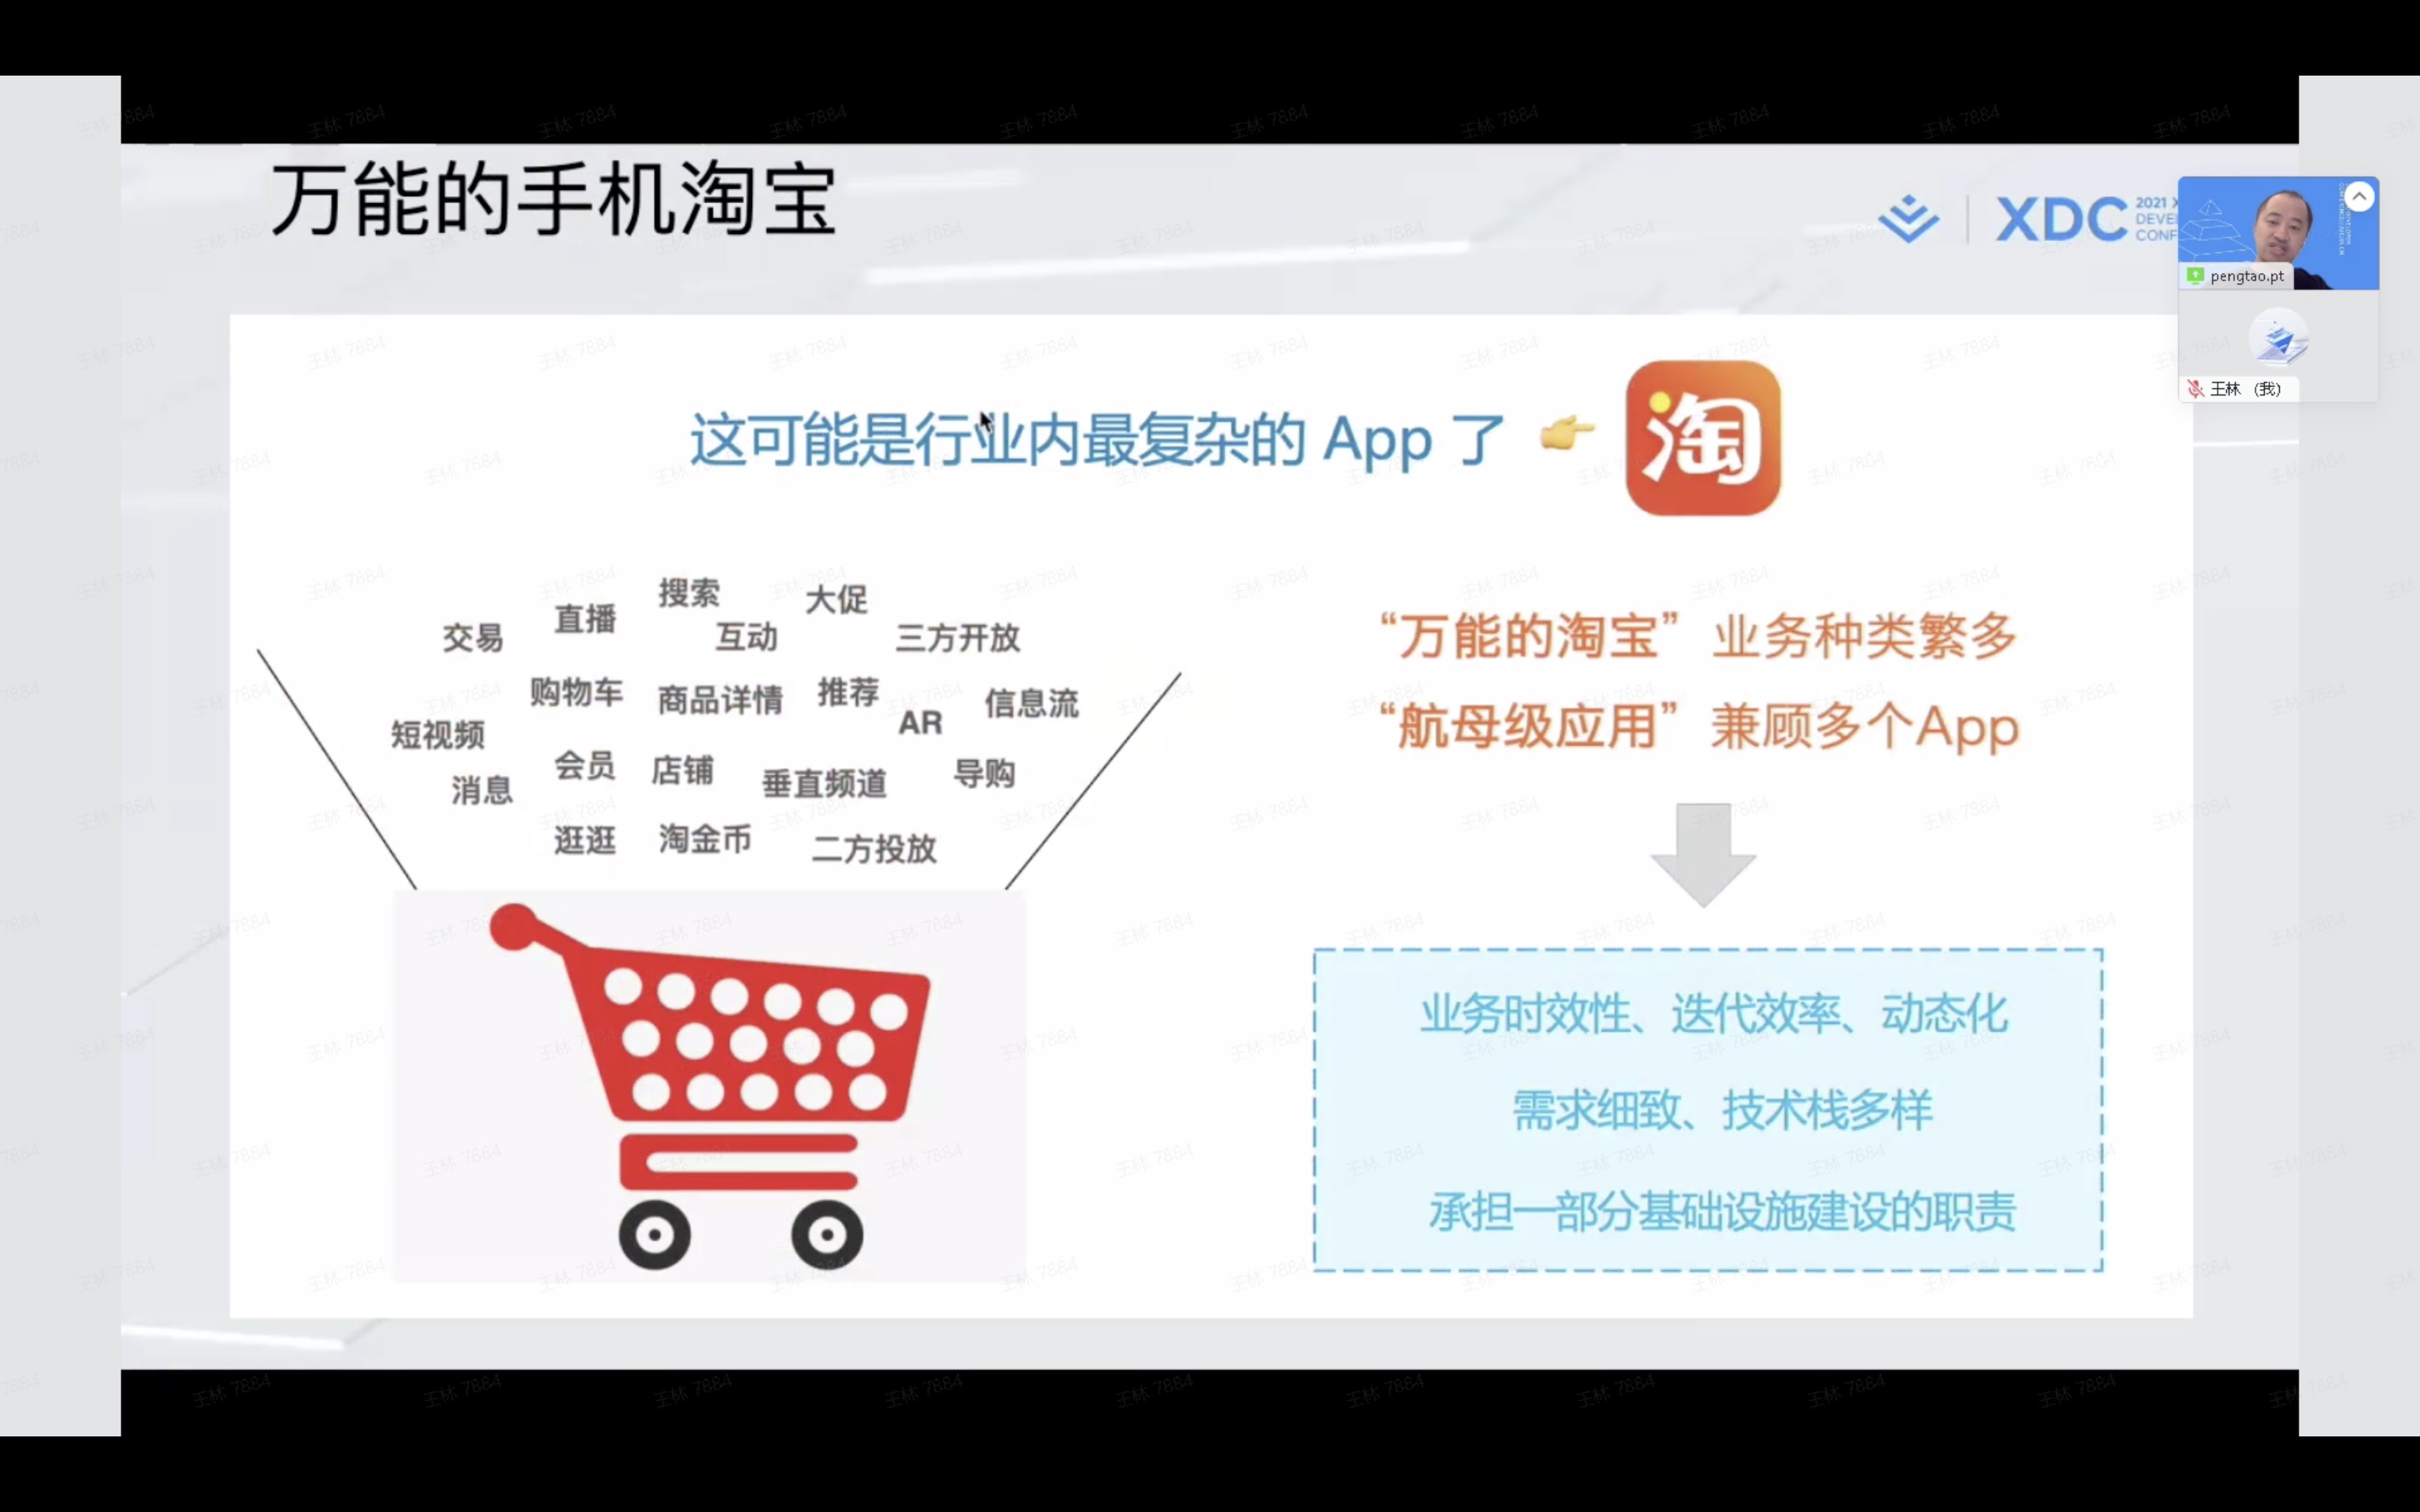 万能的手机淘宝
XDC
2021 X
DEVEL
CONF
pengtao.pt
王林 (我)
这可能是行业内最复杂的 App 了
淘
搜索
大促
直播
交易
互动
三方开放
购物车
商品详情
推荐
信息流
AR
短视频
会员
店铺
垂直频道
导购
消息
逛逛
淘金币
二方投放
“万能的淘宝” 业务种类繁多
“航母级应用” 兼顾多个App
业务时效性、迭代效率、动态化
需求细致、技术栈多样
承担一部分基础设施建设的职责
王林 7884